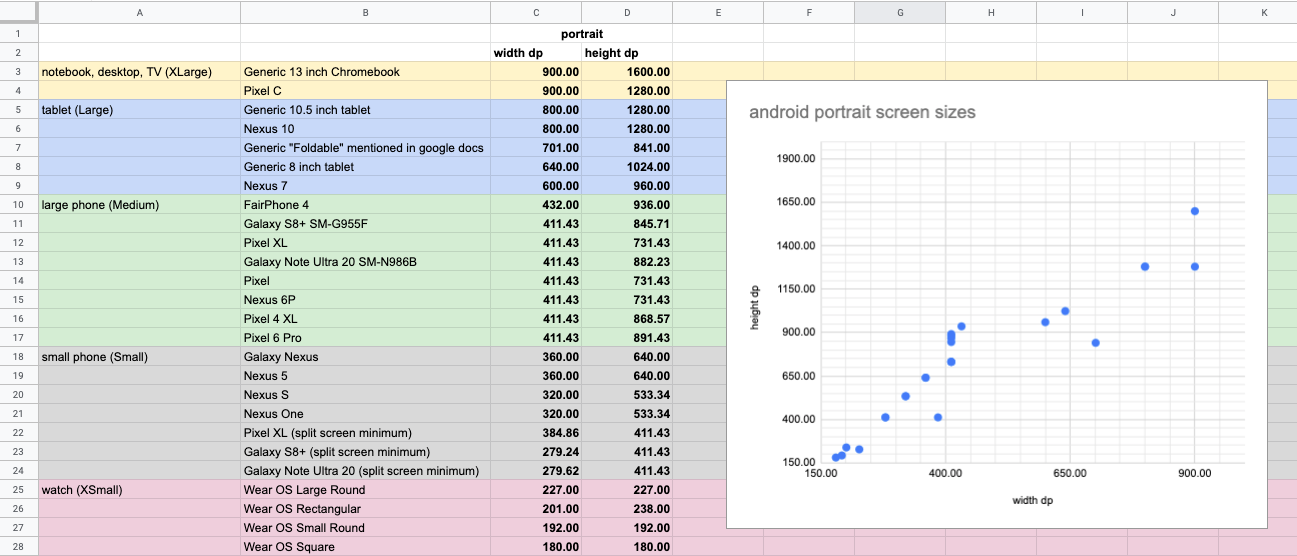 A B C D E F G H I J K
1 portrait
2 width dp height dp
3 notebook, desktop, TV (XLarge) Generic 13 inch Chromebook 900.00 1600.00
4 Pixel C 900.00 1280.00
5 tablet (Large) Generic 10.5 inch tablet 800.00 1280.00
6 Nexus 10 800.00 1280.00
7 Generic "Foldable" mentioned in google docs 701.00 841.00
8 Generic 8 inch tablet 640.00 1024.00
9 Nexus 7 600.00 960.00
10 large phone (Medium) FairPhone 4 432.00 936.00
11 Galaxy S8+ SM-G955F 411.43 845.71
12 Pixel XL 411.43 731.43
13 Galaxy Note Ultra 20 SM-N986B 411.43 882.23
14 Pixel 411.43 731.43
15 Nexus 6P 411.43 731.43
16 Pixel 4 XL 411.43 868.57
17 Pixel 6 Pro 411.43 891.43
18 small phone (Small) Galaxy Nexus 360.00 640.00
19 Nexus 5 360.00 640.00
20 Nexus S 320.00 533.34
21 Nexus One 320.00 533.34
22 Pixel XL (split screen minimum) 384.86 411.43
23 Galaxy S8+ (split screen minimum) 279.24 411.43
24 Galaxy Note Ultra 20 (split screen minimum) 279.62 411.43
25 watch (XSmall) Wear OS Large Round 227.00 227.00
26 Wear OS Rectangular 201.00 238.00
27 Wear OS Small Round 192.00 192.00
28 Wear OS Square 180.00 180.00
android portrait screen sizes
height dp
1900.00
1650.00
1400.00
1150.00
900.00
650.00
400.00
150.00
150.00 400.00 650.00 900.00
width dp